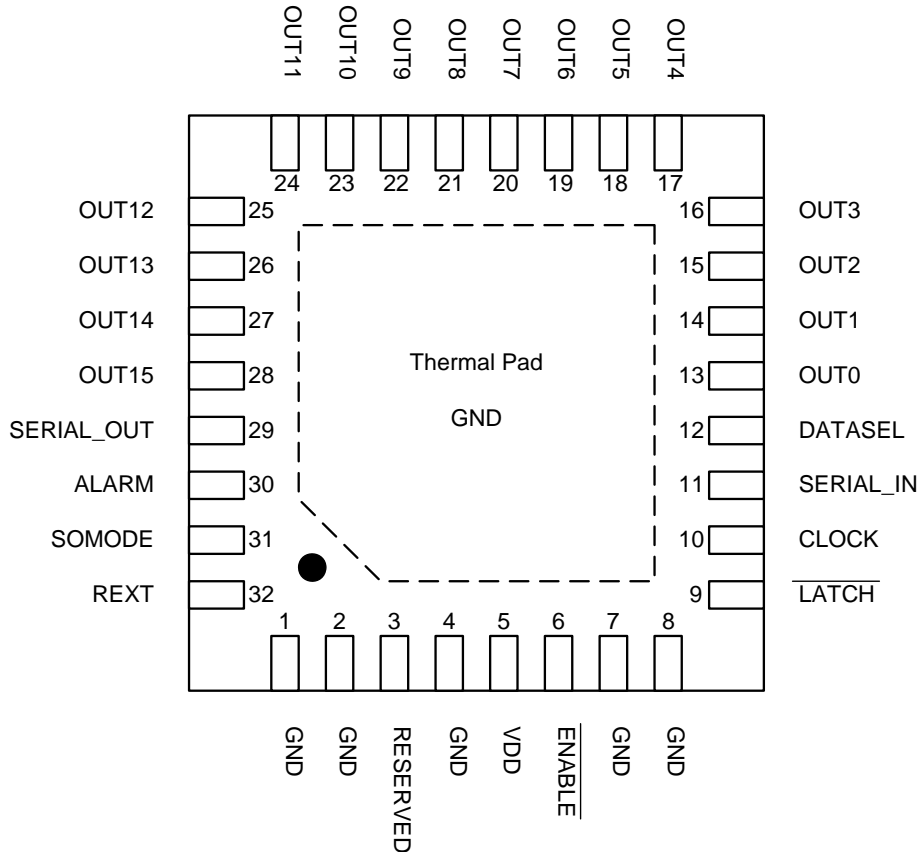 OUT11 OUT10 OUT9 OUT8 OUT7 OUT6 OUT5 OUT4
24 23 22 21 20 19 18 17
OUT12 25 16 OUT3
OUT13 26 15 OUT2
OUT14 27 14 OUT1
OUT15 28 Thermal Pad 13 OUT0
SERIAL_OUT 29 GND 12 DATASEL
ALARM 30 11 SERIAL_IN
SOMODE 31 10 CLOCK
REXT 32 9 LATCH
1 2 3 4 5 6 7 8
GND GND RESERVED GND VDD ENABLE GND GND